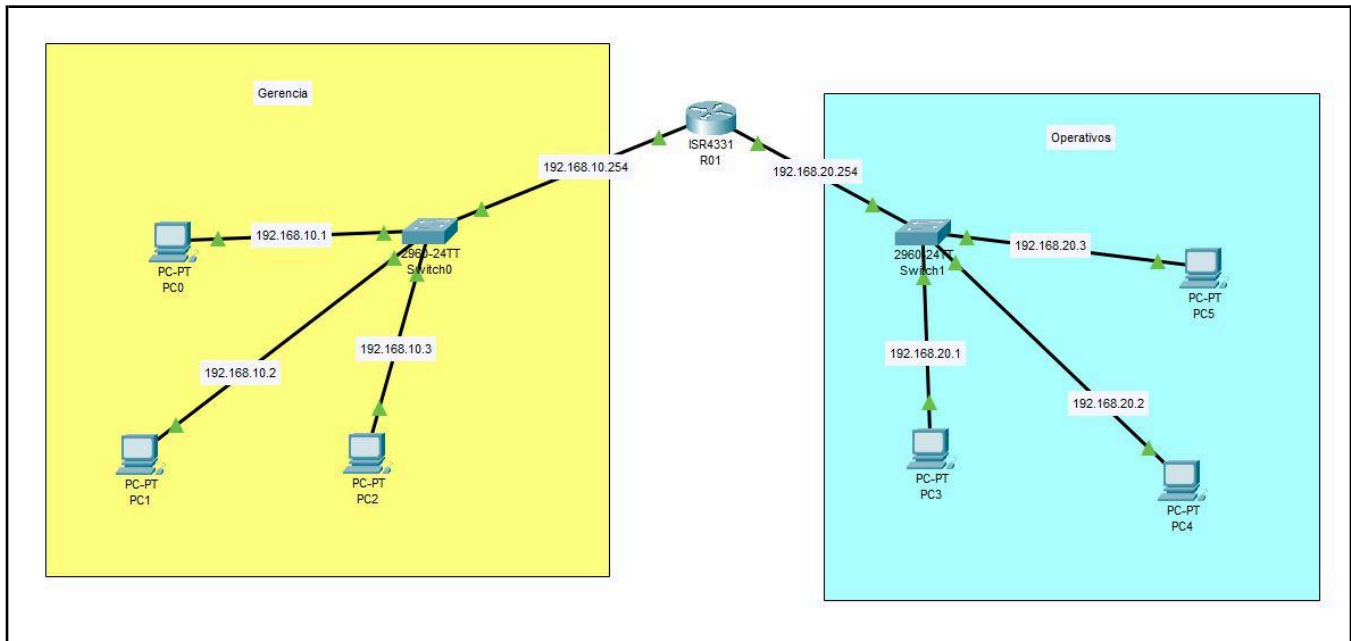 Gerencia
ISR4331
R01
Operativos
192.168.10.254
192.168.20.254
192.168.10.1
2960-24TT
Switch0
2960-24TT
Switch1
192.168.20.3
PC-PT
PC0
PC-PT
PC5
192.168.10.3
192.168.20.1
192.168.10.2
192.168.20.2
PC-PT
PC1
PC-PT
PC2
PC-PT
PC3
PC-PT
PC4